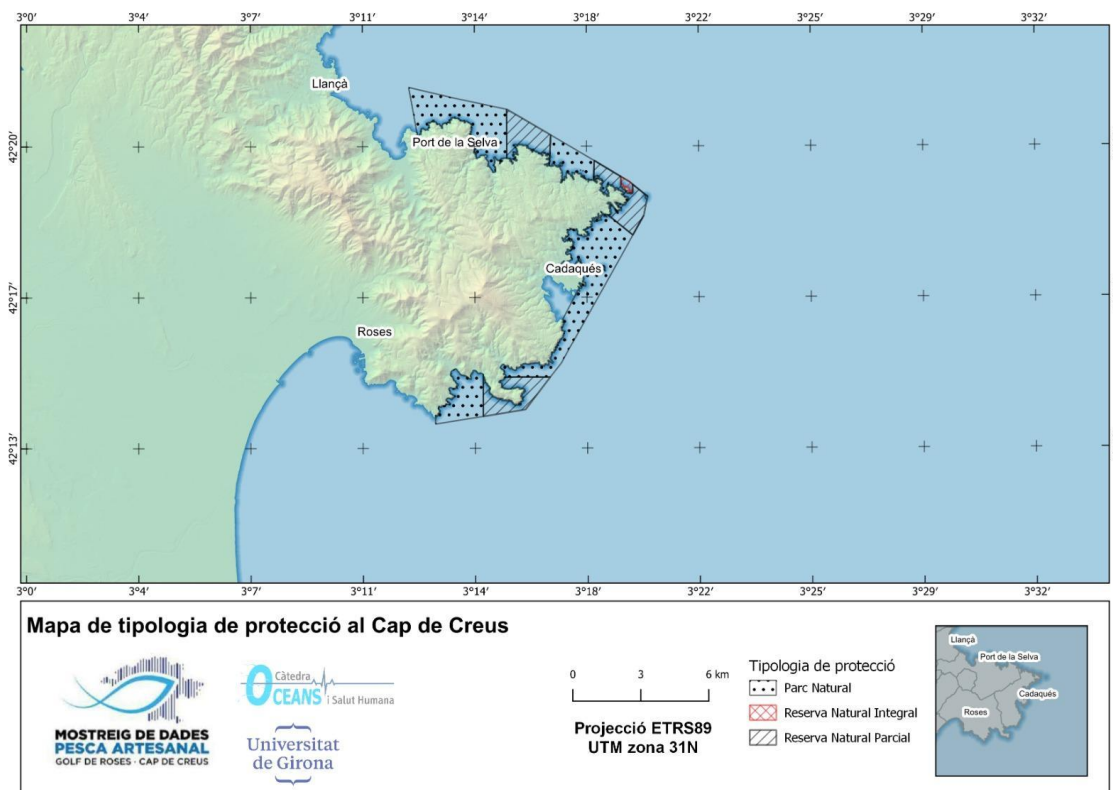 3°0′ 3°4′ 3°7′ 3°11′ 3°14′ 3°18′ 3°22′ 3°25′ 3°29′ 3°32′
Llançà
42°20′
Port de la Selva
42°17′
Cadaqués
Roses
42°13′
3°0′ 3°4′ 3°7′ 3°11′ 3°14′ 3°18′ 3°22′ 3°25′ 3°29′ 3°32′
Mapa de tipologia de protecció al Cap de Creus
MOSTREIG DE DADES
PESCA ARTESANAL
GOLF DE ROSES · CAP DE CREUS
Càtedra
OCEANS i Salut Humana
Universitat
de Girona
0 3 6 km
Projecció ETRS89
UTM zona 31N
Tipologia de protecció
Parc Natural
Reserva Natural Integral
Reserva Natural Parcial
Llançà
Port de la Selva
Cadaqués
Roses